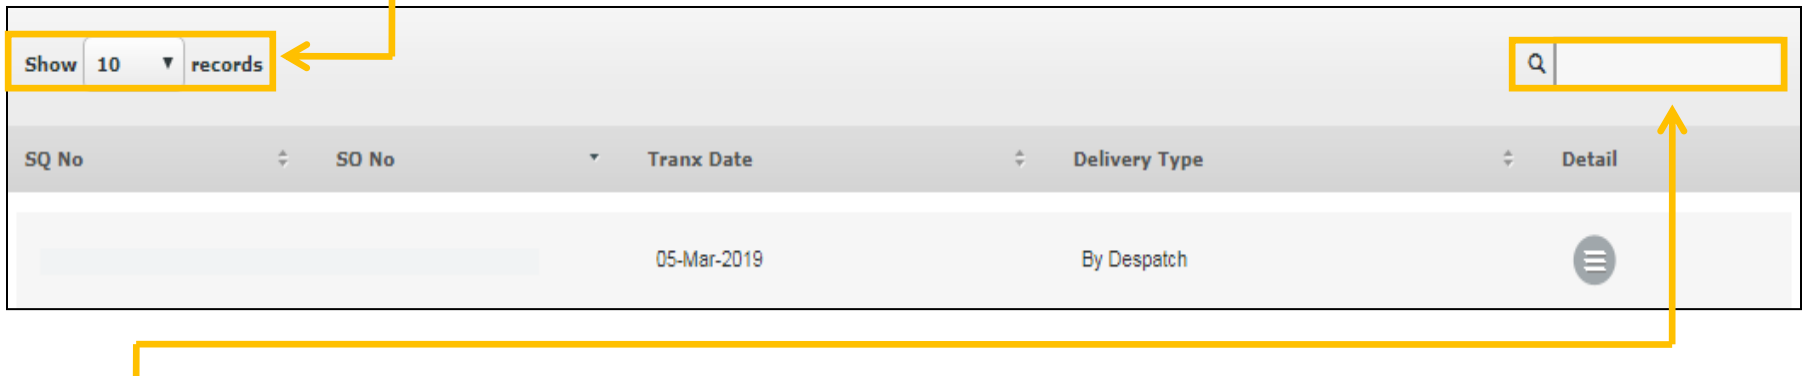 Show 10 records
SQ No SO No Tranx Date Delivery Type Detail
05-Mar-2019 By Despatch